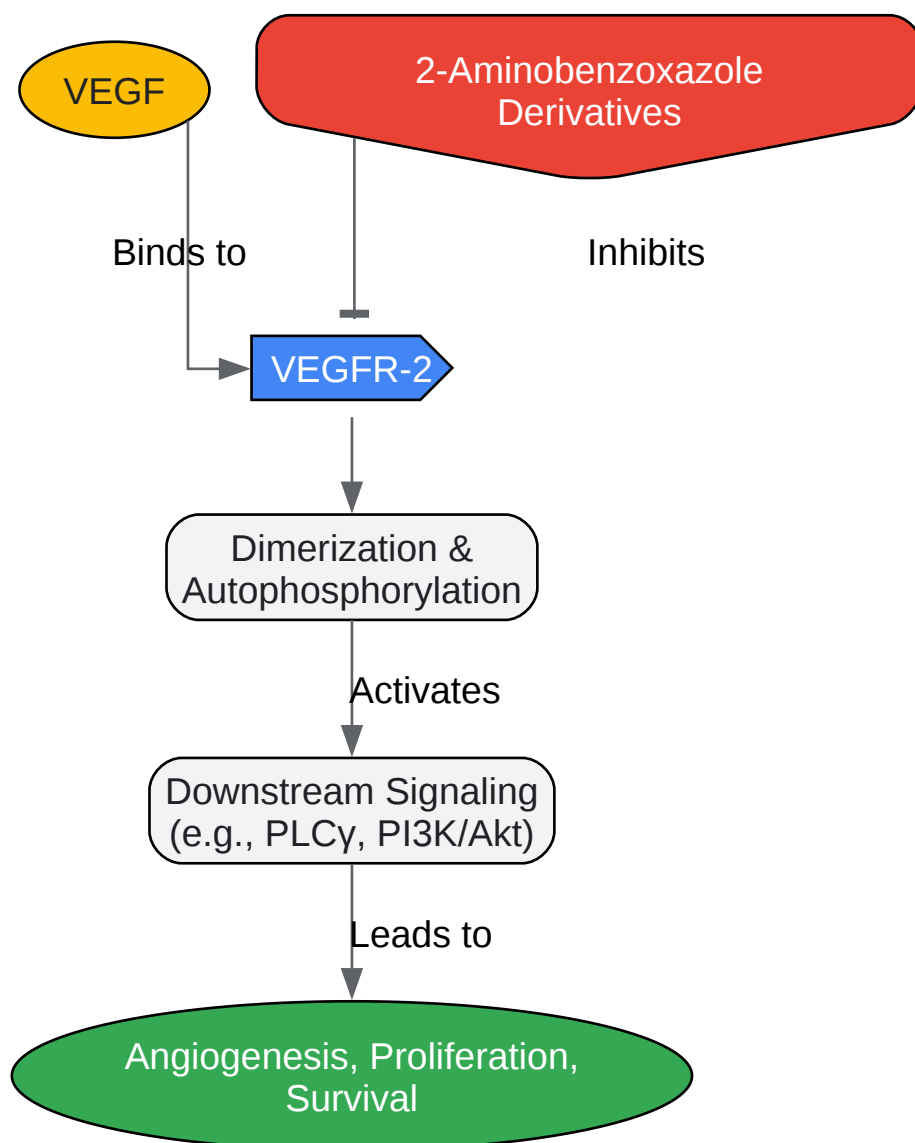 VEGF
2-Aminobenzoxazole
Derivatives
Binds to
Inhibits
VEGFR-2
Dimerization &
Autophosphorylation
Activates
Downstream Signaling
(e.g., PLCγ, PI3K/Akt)
Leads to
Angiogenesis, Proliferation,
Survival